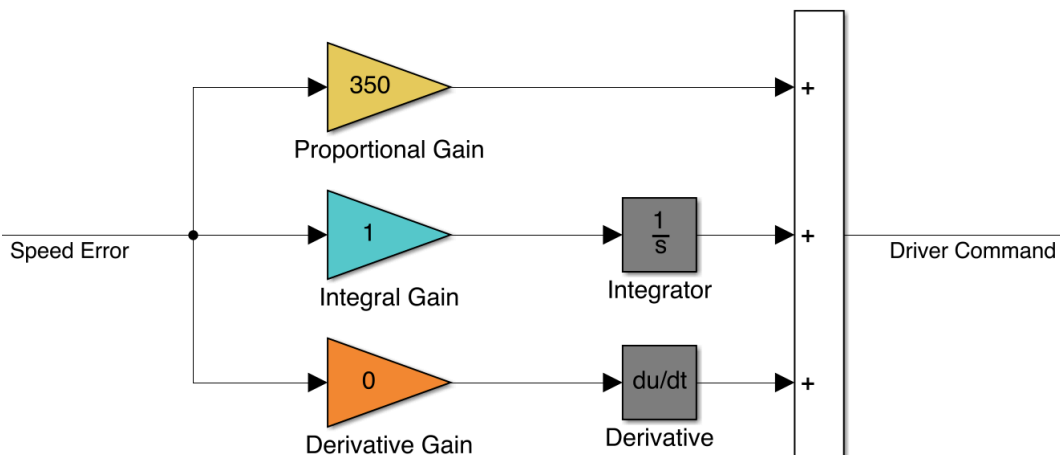 350
+
Proportional Gain
Speed Error
1
Integral Gain
1
s
Integrator
+
Driver Command
0
Derivative Gain
du/dt
Derivative
+